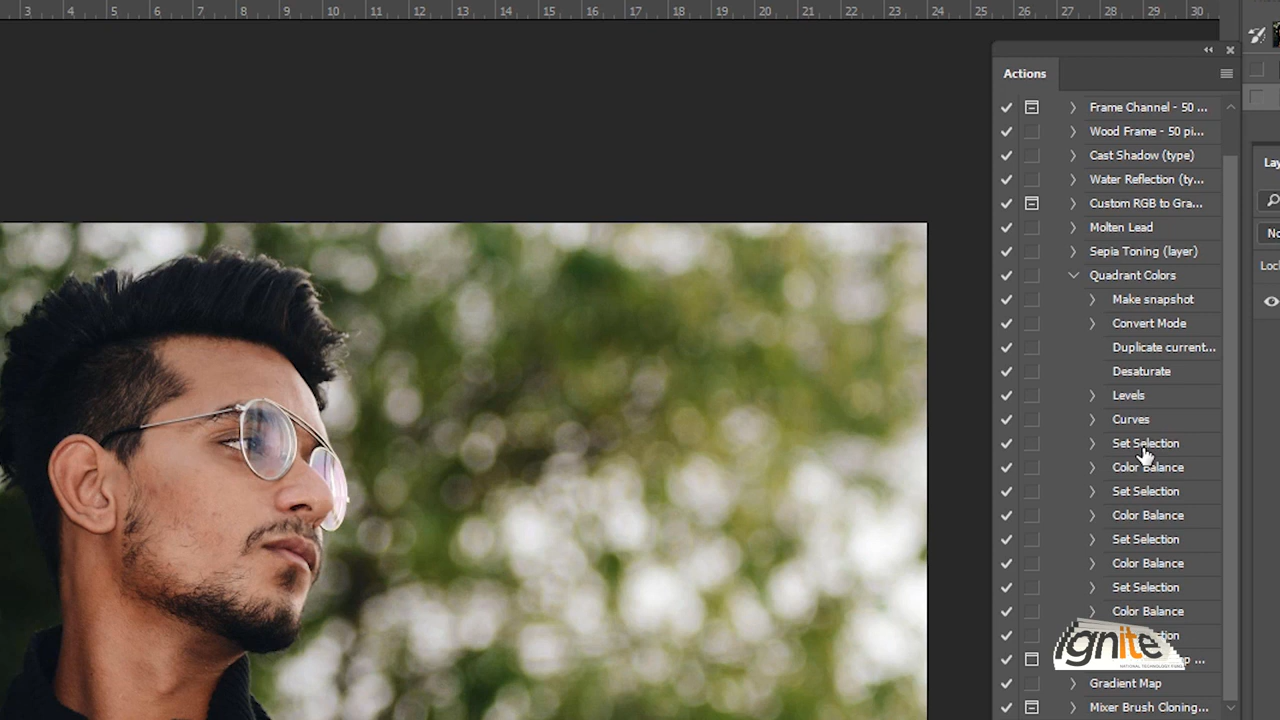 3 4 5 6 7 8 9 10 11 12 13 14 15 16 17 18 19 20 21 22 23 24 25 26 27 28 29 30
Actions
Frame Channel - 50 ...
Wood Frame - 50 pi...
Cast Shadow (type)
Water Reflection (ty...
Custom RGB to Gra...
Molten Lead
Sepia Toning (layer)
Quadrant Colors
Make snapshot
Convert Mode
Duplicate current...
Desaturate
Levels
Curves
Set Selection
Color Balance
Set Selection
Color Balance
Set Selection
Color Balance
Set Selection
Color Balance
ignite
Gradient Map
Mixer Brush Cloning...
Lay
No
Loc